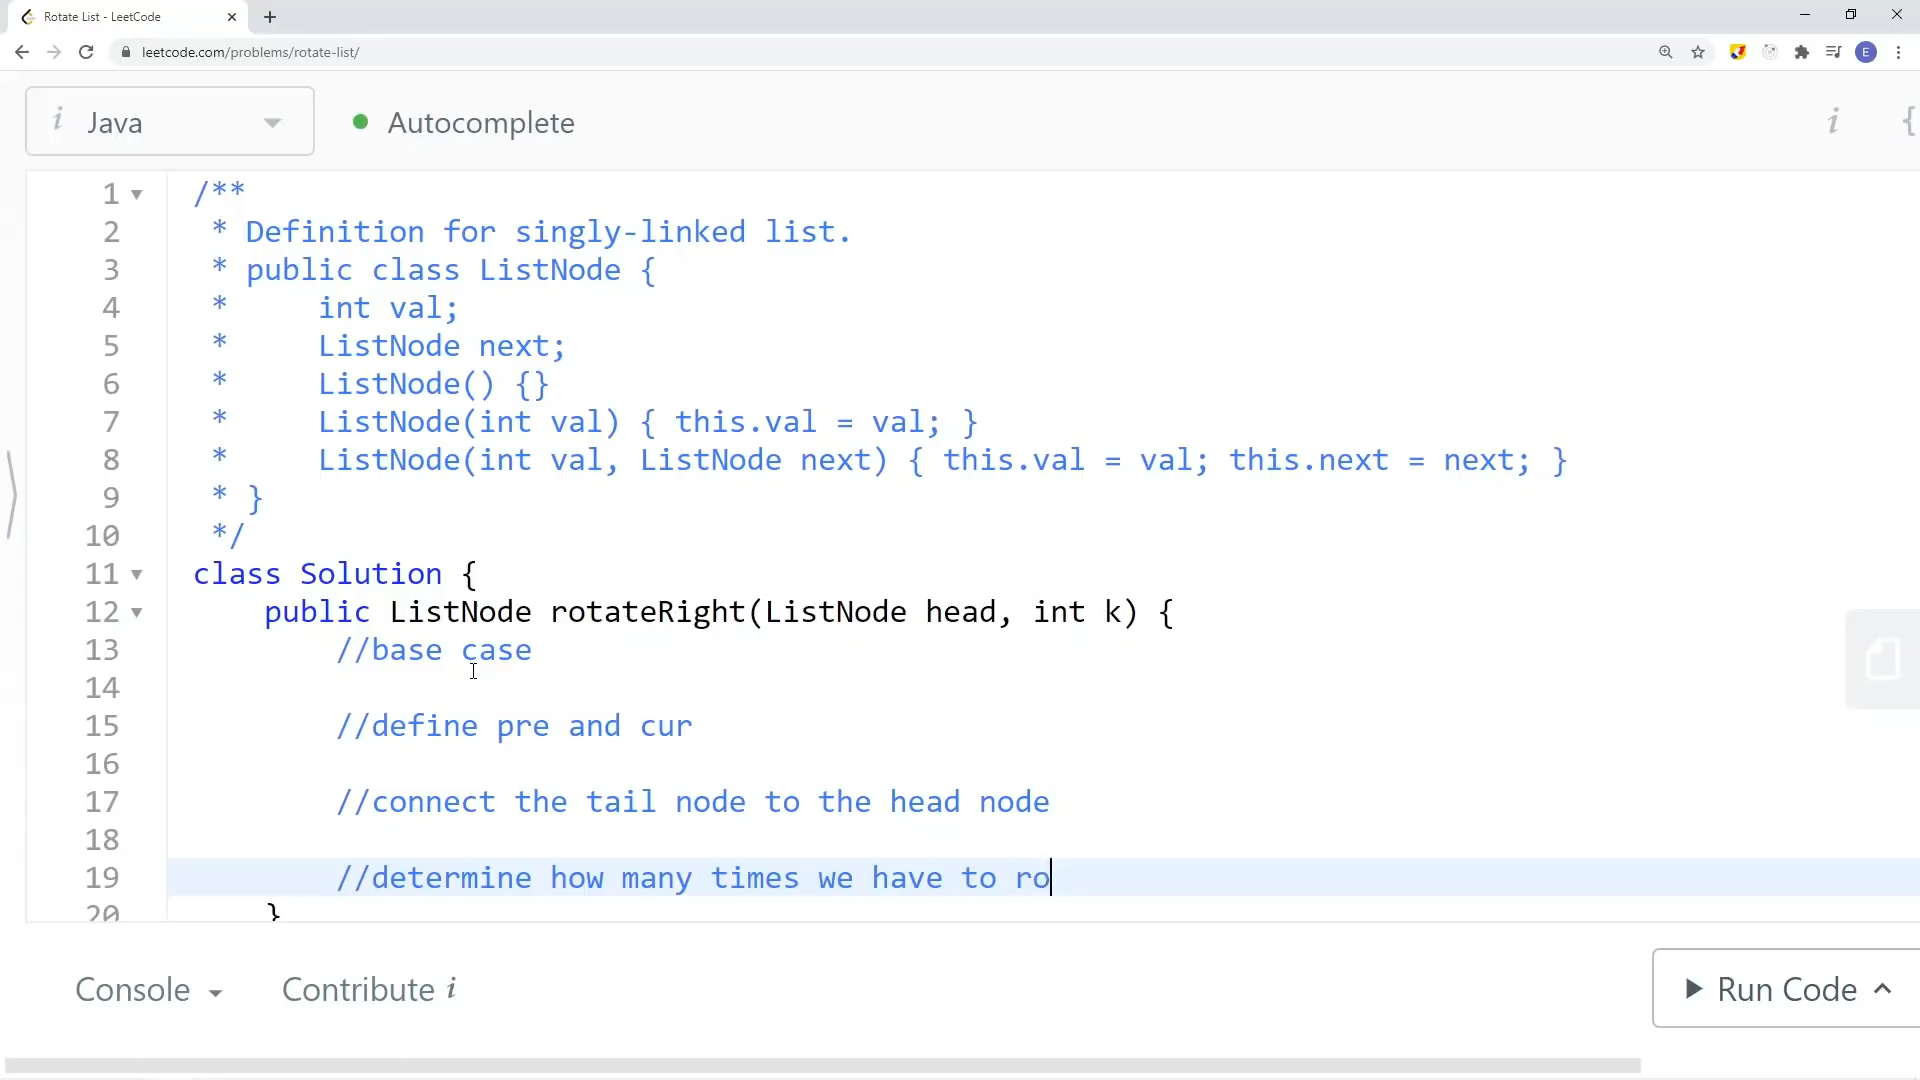 Rotate List - LeetCode
leetcode.com/problems/rotate-list/
E
i Java
Autocomplete
i {
1 /**
2  * Definition for singly-linked list.
3  * public class ListNode {
4  *     int val;
5  *     ListNode next;
6  *     ListNode() {}
7  *     ListNode(int val) { this.val = val; }
8  *     ListNode(int val, ListNode next) { this.val = val; this.next = next; }
9  * }
10  */
11 class Solution {
12     public ListNode rotateRight(ListNode head, int k) {
13         //base case
14
15         //define pre and cur
16
17         //connect the tail node to the head node
18
19         //determine how many times we have to ro
20     }
Console
Contribute i
Run Code